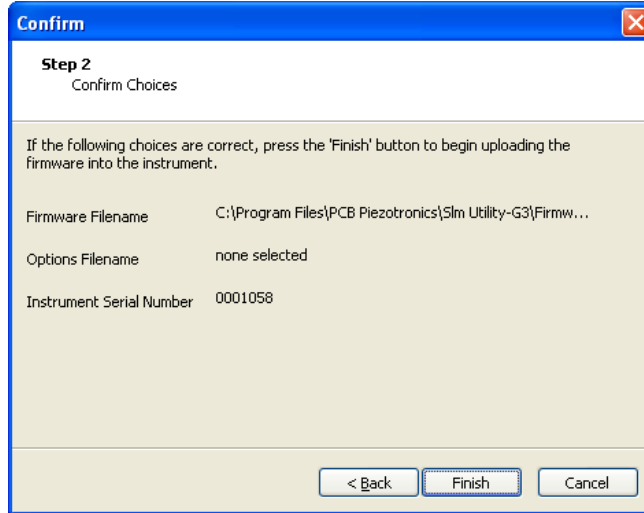 Confirm
Step 2
Confirm Choices
If the following choices are correct, press the 'Finish' button to begin uploading the
firmware into the instrument.
Firmware Filename C:\Program Files\PCB Piezotronics\Slm Utility-G3\Firmw...
Options Filename none selected
Instrument Serial Number 0001058
< Back Finish Cancel